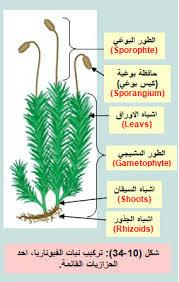 الطور البوغي
(Sporophte)
حافظة بوغية
(كيس بوغي)
(Sporangium)
اشباه الاوراق
(Leavs)
الطور المشيجي
(Gametophyte)
اشباه السيقان
(Shoots)
اشباه الجذور
(Rhizoids)
شكل (10-34): تركيب نبات الفيوناريا، احد
الحزازيات القائمة.